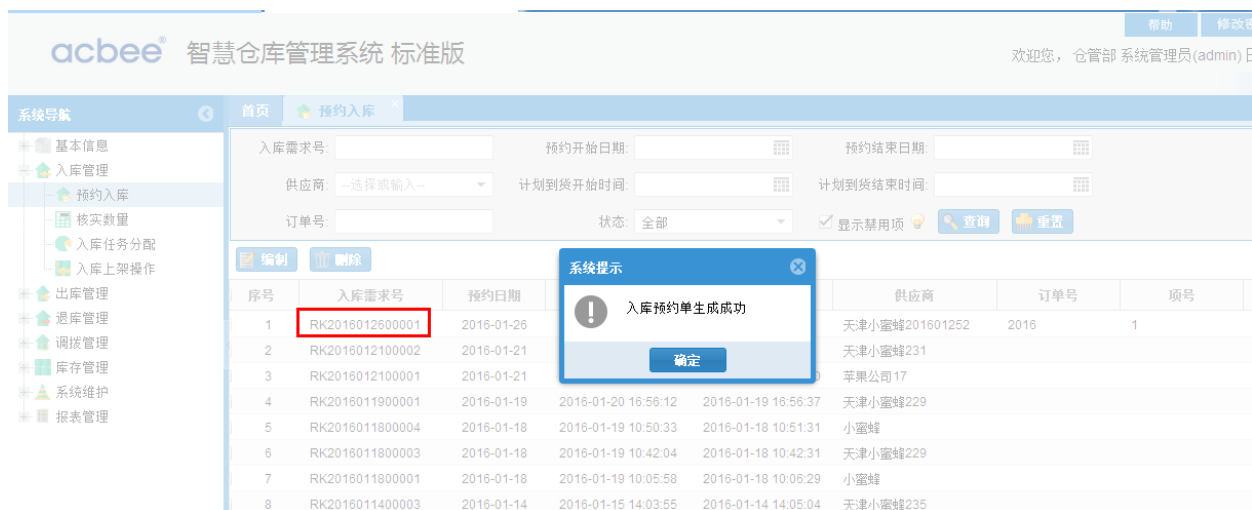 帮助
acbee® 智慧仓库管理系统 标准版
欢迎您， 仓管部 系统管理员(admin)
系统导航
首页 预约入库
基本信息
入库管理
预约入库
核实数量
入库任务分配
入库上架操作
出库管理
退库管理
调拨管理
库存管理
系统维护
报表管理
入库需求号: 预约开始日期: 预约结束日期:
供应商: --选择或输入-- 计划到货开始时间: 计划到货结束时间:
订单号: 状态: 全部 显示禁用项 查询 重置
编制 删除
序号 入库需求号 预约日期 供应商 订单号 项号
1 RK2016012600001 2016-01-26 天津小蜜蜂201601252 2016 1
2 RK2016012100002 2016-01-21 天津小蜜蜂231
3 RK2016012100001 2016-01-21 苹果公司17
4 RK2016011900001 2016-01-19 2016-01-20 16:56:12 2016-01-19 16:56:37 天津小蜜蜂229
5 RK2016011800004 2016-01-18 2016-01-19 10:50:33 2016-01-18 10:51:31 小蜜蜂
6 RK2016011800003 2016-01-18 2016-01-19 10:42:04 2016-01-18 10:42:31 天津小蜜蜂229
7 RK2016011800001 2016-01-18 2016-01-19 10:05:58 2016-01-18 10:06:29 小蜜蜂
8 RK2016011400003 2016-01-14 2016-01-15 14:03:55 2016-01-14 14:05:04 天津小蜜蜂235
系统提示
入库预约单生成成功
确定